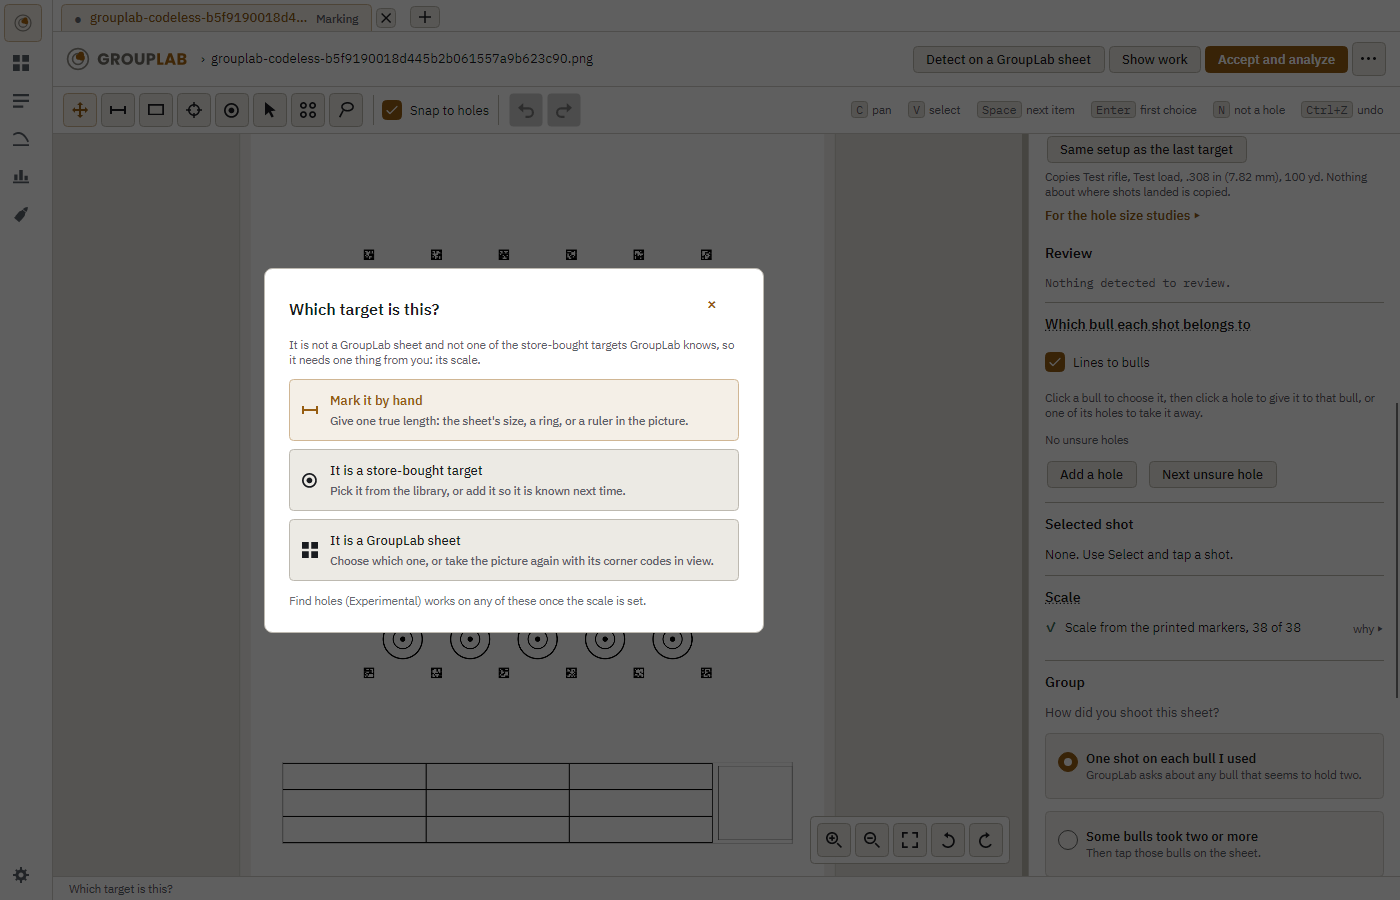 grouplab-codeless-b5f9190018d4... Marking
GROUPLAB › grouplab-codeless-b5f9190018d445b2b061557a9b623c90.png
Detect on a GroupLab sheet
Show work
Accept and analyze
Snap to holes
C pan
V select
Space next item
Enter first choice
N not a hole
Ctrl+Z undo
Which target is this?
It is not a GroupLab sheet and not one of the store-bought targets GroupLab knows, so
it needs one thing from you: its scale.
Mark it by hand
Give one true length: the sheet's size, a ring, or a ruler in the picture.
It is a store-bought target
Pick it from the library, or add it so it is known next time.
It is a GroupLab sheet
Choose which one, or take the picture again with its corner codes in view.
Find holes (Experimental) works on any of these once the scale is set.
Same setup as the last target
Copies Test rifle, Test load, .308 in (7.82 mm), 100 yd. Nothing
about where shots landed is copied.
For the hole size studies ▸
Review
Nothing detected to review.
Which bull each shot belongs to
Lines to bulls
Click a bull to choose it, then click a hole to give it to that bull, or
one of its holes to take it away.
No unsure holes
Add a hole
Next unsure hole
Selected shot
None. Use Select and tap a shot.
Scale
✓ Scale from the printed markers, 38 of 38
why ▸
Group
How did you shoot this sheet?
One shot on each bull I used
GroupLab asks about any bull that seems to hold two.
Some bulls took two or more
Then tap those bulls on the sheet.
Which target is this?